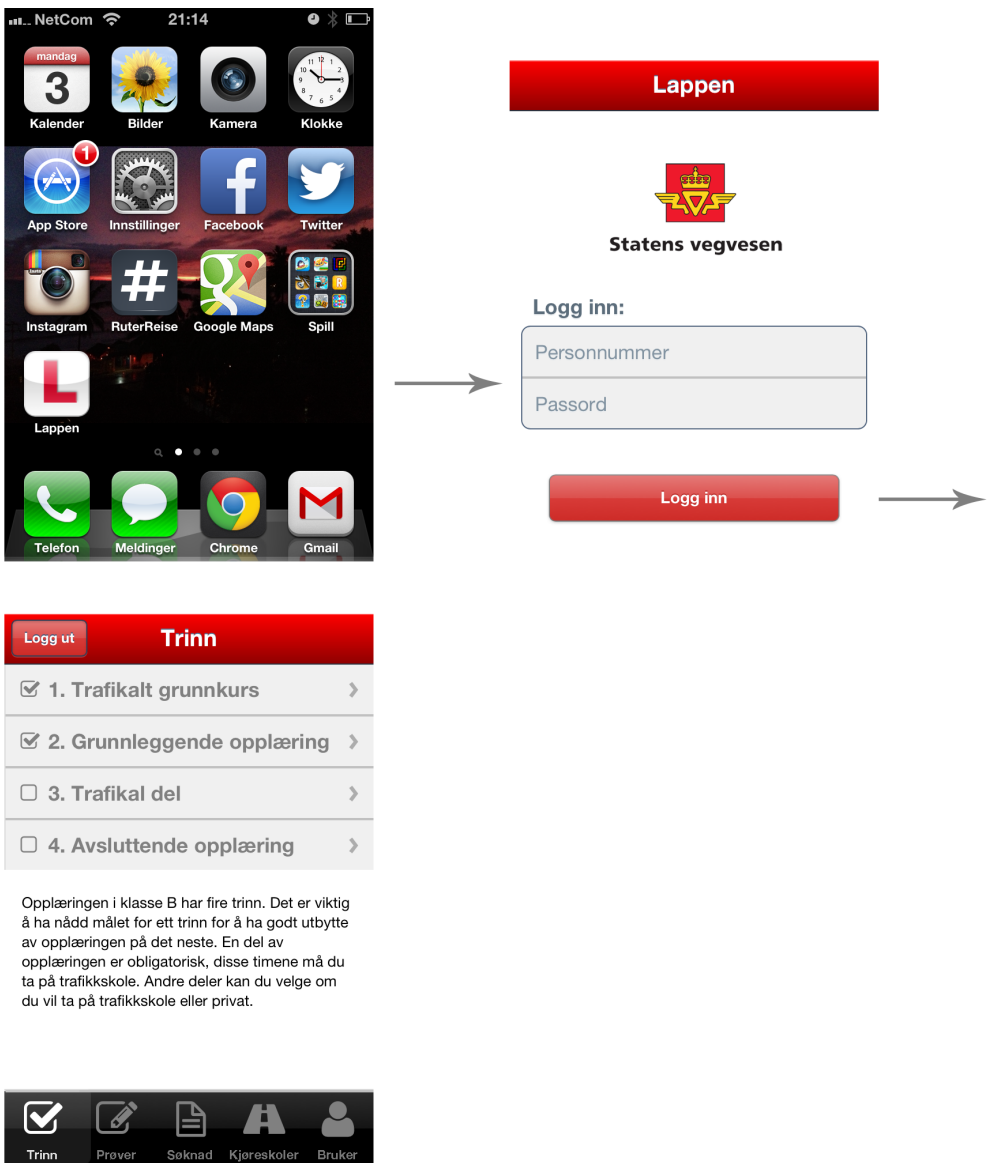 NetCom 21:14
mandag
3
Kalender Bilder Kamera Klokke
1
App Store Innstillinger Facebook Twitter
Instagram RuterReise Google Maps Spill
L
Lappen
Telefon Meldinger Chrome Gmail
Lappen
Statens vegvesen
Logg inn:
Personnummer
Passord
Logg inn
Logg ut Trinn
1. Trafikalt grunnkurs
2. Grunnleggende opplæring
3. Trafikal del
4. Avsluttende opplæring
Opplæringen i klasse B har fire trinn. Det er viktig
å ha nådd målet for ett trinn for å ha godt utbytte
av opplæringen på det neste. En del av
opplæringen er obligatorisk, disse timene må du
ta på trafikkskole. Andre deler kan du velge om
du vil ta på trafikkskole eller privat.
Trinn Prøver Søknad Kjøreskoler Bruker